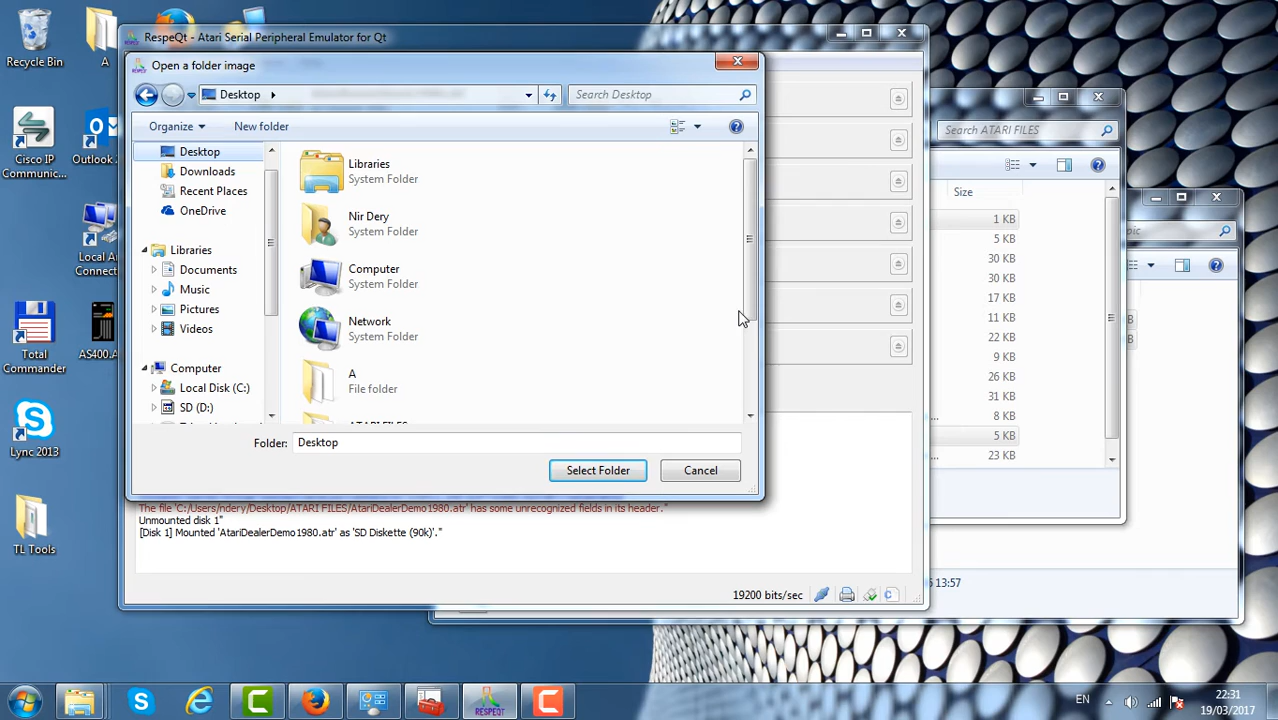 Recycle Bin
A
Cisco IP
Communic...
Outlook 2
Local Ar
Connect
Total
Commander
AS400.A
Lync 2013
TL Tools
RespeQt - Atari Serial Peripheral Emulator for Qt
Open a folder image
Desktop
Search Desktop
Organize
New folder
Desktop
Downloads
Recent Places
OneDrive
Libraries
Documents
Music
Pictures
Videos
Computer
Local Disk (C:)
SD (D:)
Libraries
System Folder
Nir Dery
System Folder
Computer
System Folder
Network
System Folder
A
File folder
ATARI FILES
Folder: Desktop
Select Folder
Cancel
The file 'C:/Users/ndery/Desktop/ATARI FILES/AtariDealerDemo1980.atr' has some unrecognized fields in its header."
Unmounted disk 1"
[Disk 1] Mounted 'AtariDealerDemo1980.atr' as 'SD Diskette (90k)'."
19200 bits/sec
Search ATARI FILES
Size
1 KB
5 KB
30 KB
30 KB
17 KB
11 KB
22 KB
9 KB
26 KB
31 KB
8 KB
5 KB
23 KB
pic
B
B
13:57
RESPEQT
EN
22:31
19/03/2017